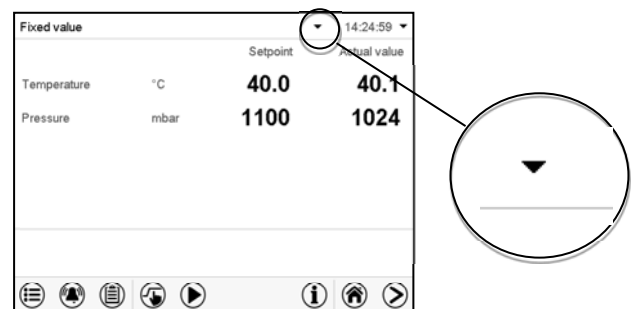 Fixed value 14:24:59
Setpoint Actual value
Temperature °C 40.0 40.1
Pressure mbar 1100 1024